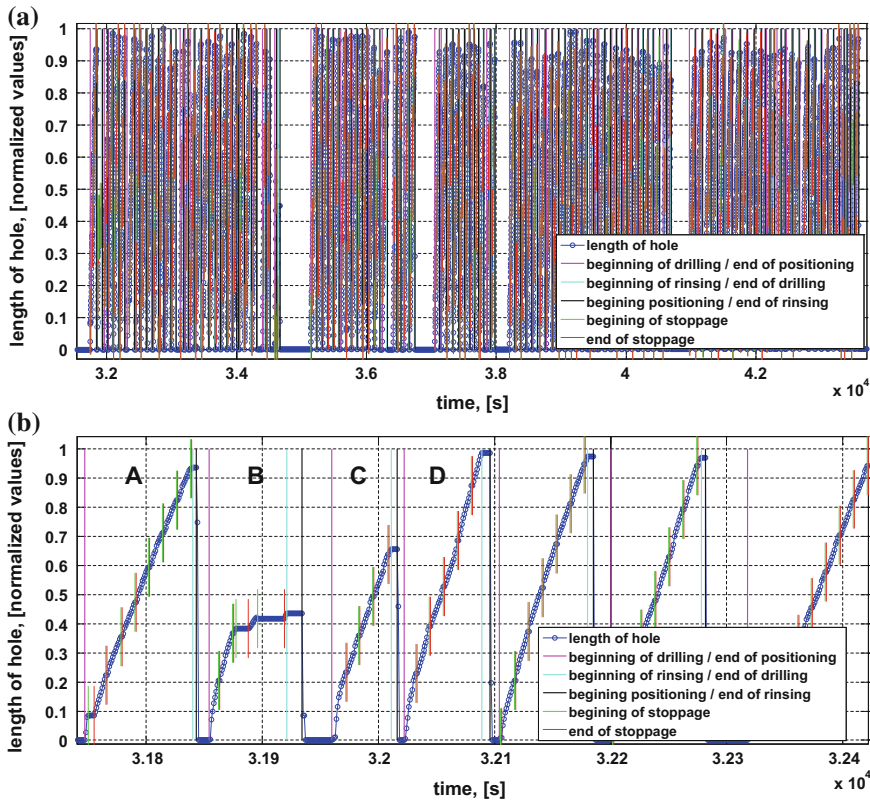 (a)
1
0.9
0.8
0.7
0.6
0.5
0.4
0.3
0.2
0.1
0
length of hole, [normalized values]
length of hole
beginning of drilling / end of positioning
beginning of rinsing / end of drilling
begining positioning / end of rinsing
begining of stoppage
end of stoppage
3.2 3.4 3.6 3.8 4 4.2
x 10⁴
time, [s]
(b)
1
0.9
0.8
0.7
0.6
0.5
0.4
0.3
0.2
0.1
0
length of hole, [normalized values]
A B C D
length of hole
beginning of drilling / end of positioning
beginning of rinsing / end of drilling
begining positioning / end of rinsing
begining of stoppage
end of stoppage
3.18 3.19 3.2 3.21 3.22 3.23 3.24
x 10⁴
time, [s]